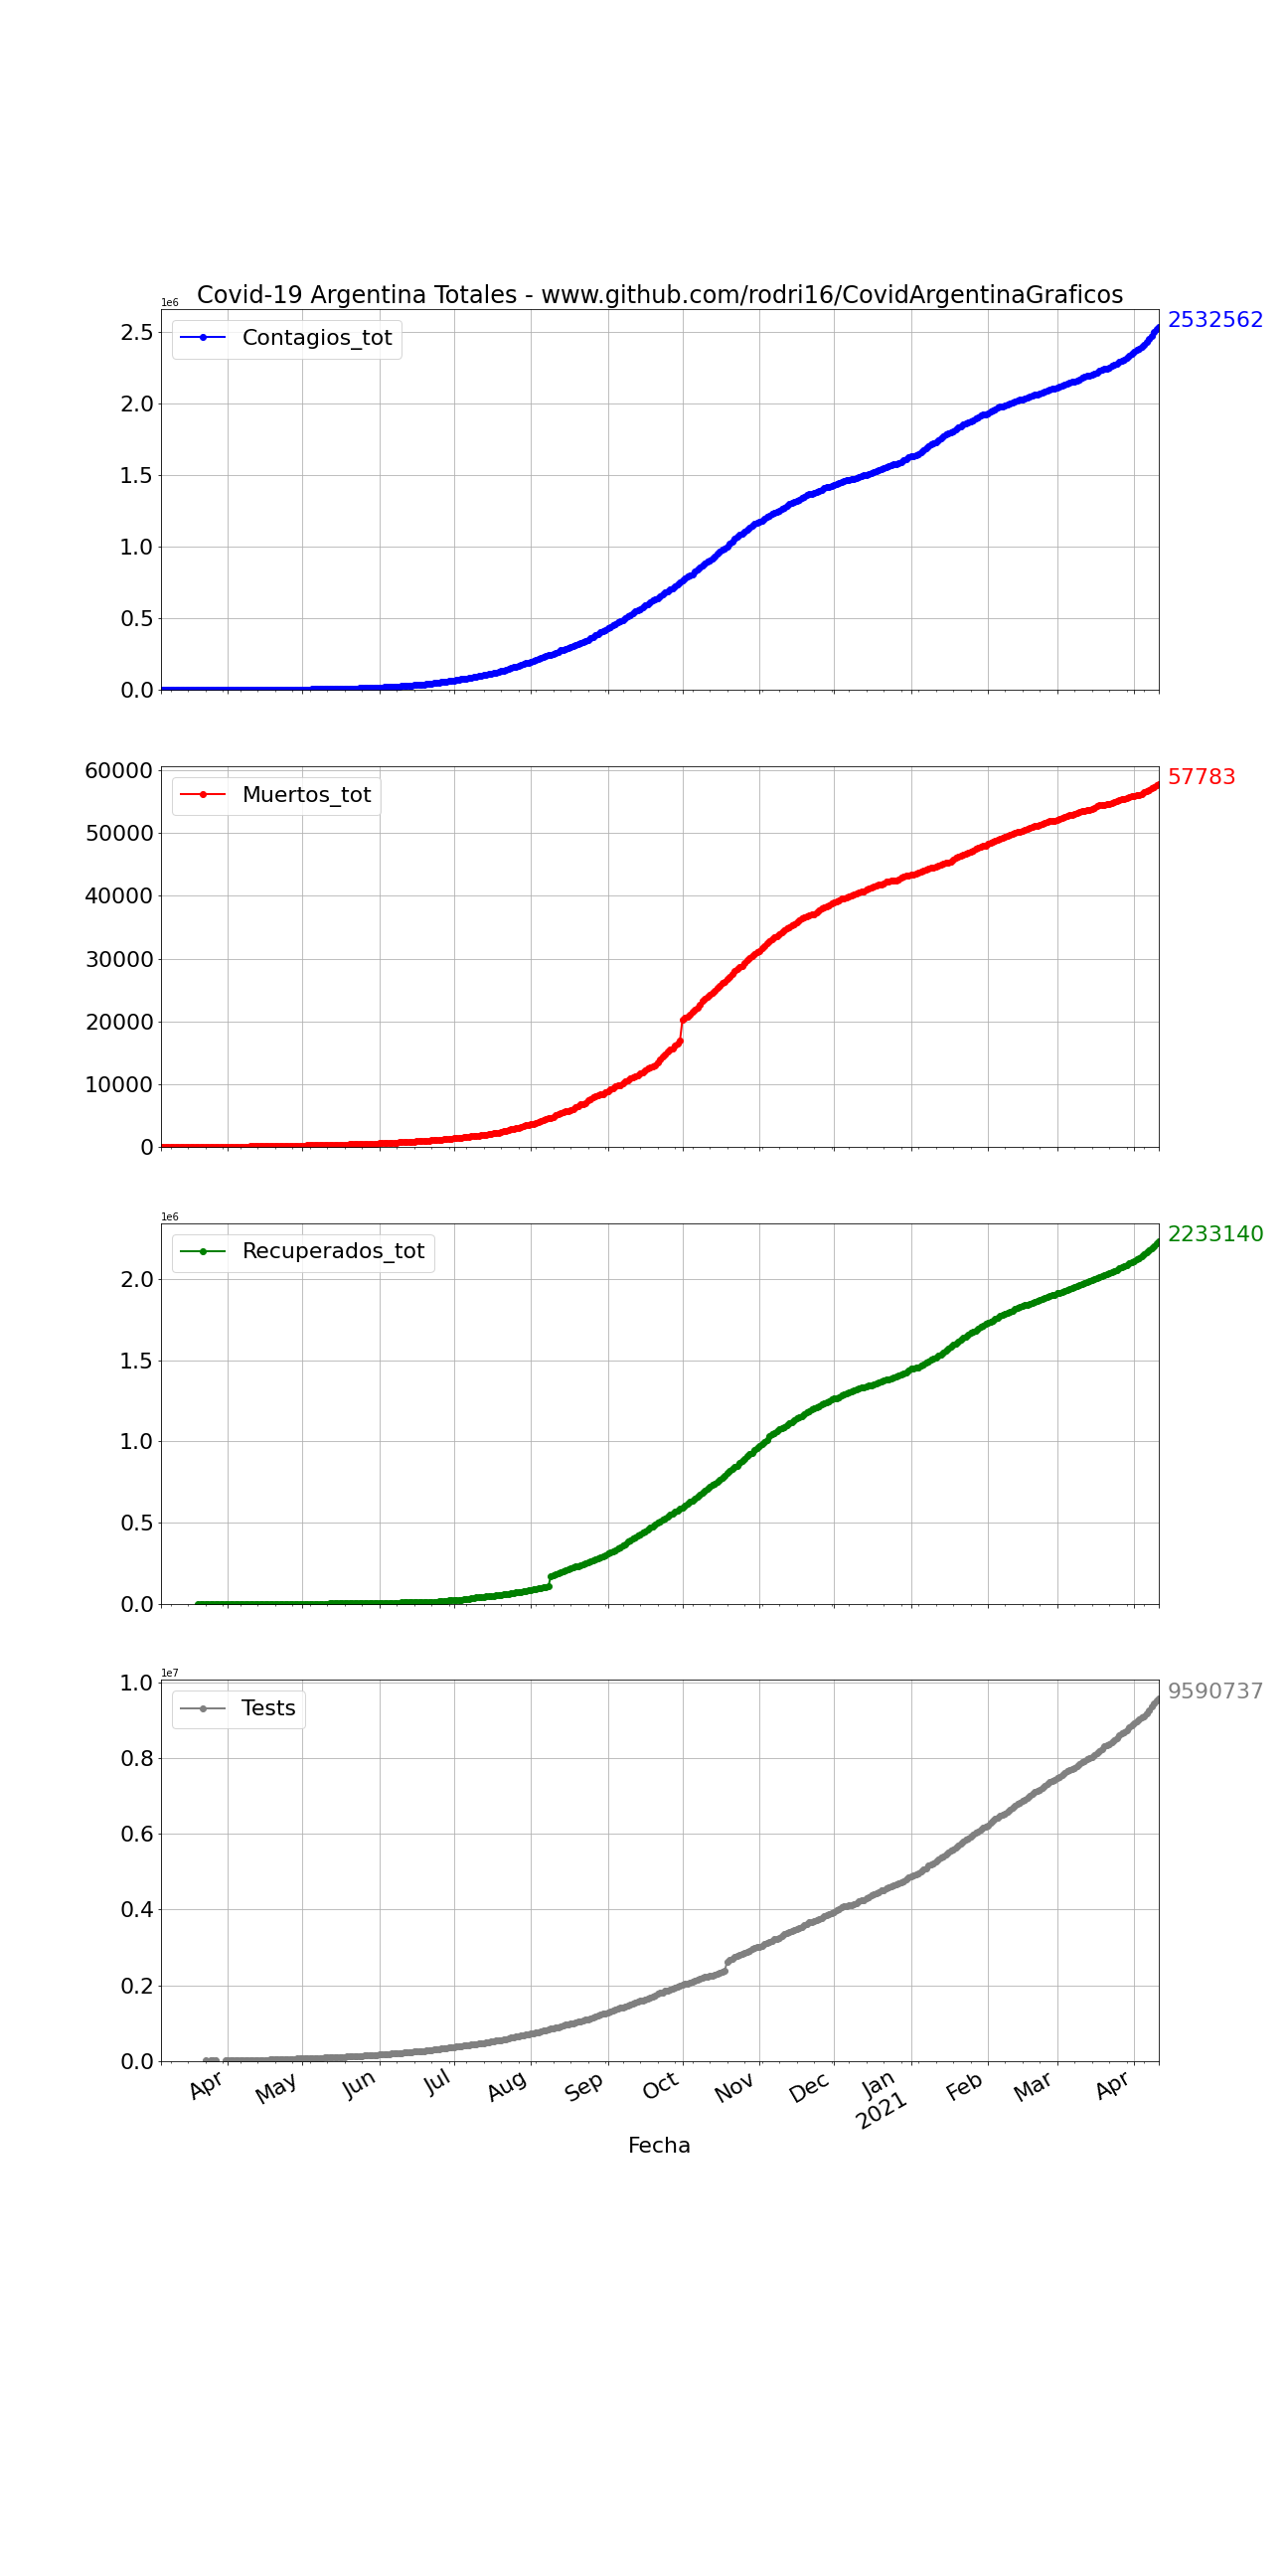 Covid-19 Argentina Totales - www.github.com/rodri16/CovidArgentinaGraficos
1e6
2532562
Contagios_tot
2.5
2.0
1.5
1.0
0.5
0.0
57783
Muertos_tot
60000
50000
40000
30000
20000
10000
0
1e6
2233140
Recuperados_tot
2.0
1.5
1.0
0.5
0.0
1e7
9590737
Tests
1.0
0.8
0.6
0.4
0.2
0.0
Apr May Jun Jul Aug Sep Oct Nov Dec Jan Feb Mar Apr
2021
Fecha